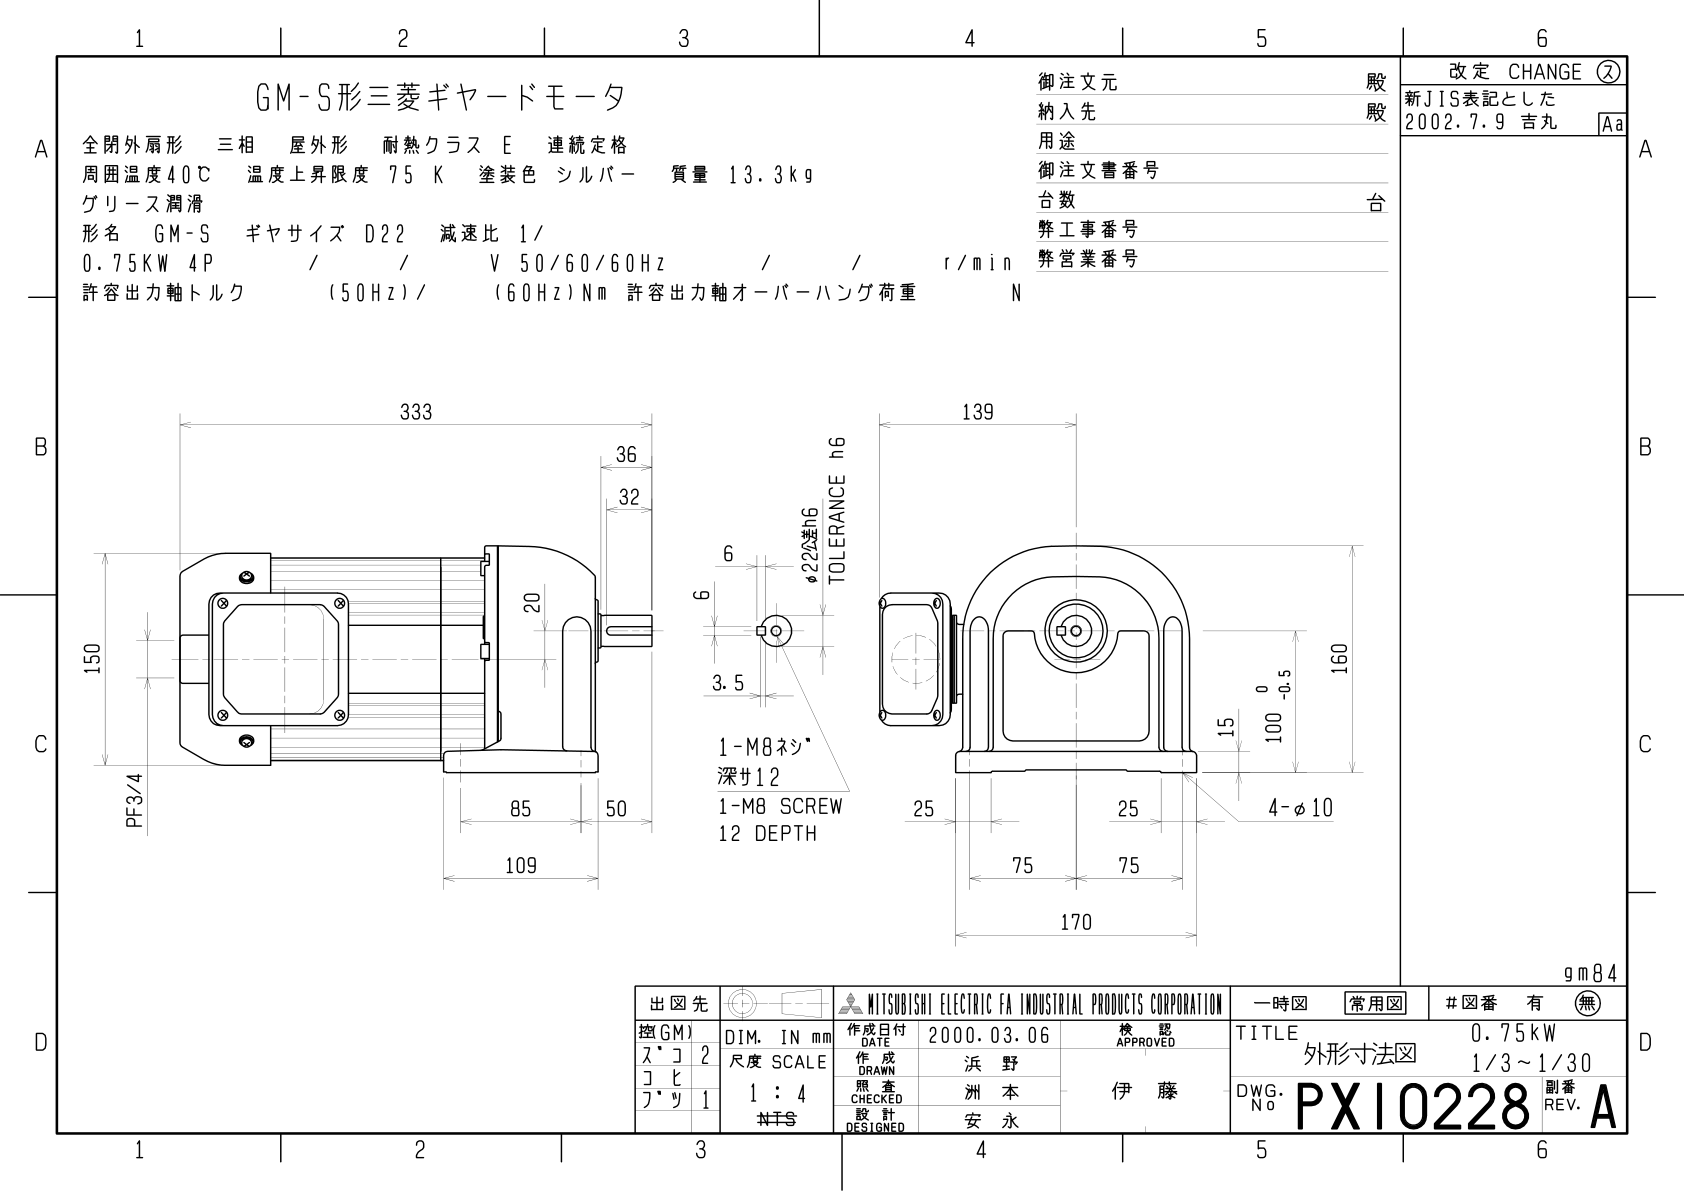 1 2 3 4 5 6
A A
B B
C C
D D
GM-S形三菱ギヤードモータ
全閉外扇形 三相 屋外形 耐熱クラス E 連続定格
周囲温度40℃ 温度上昇限度 75 K 塗装色 シルバー 質量 13.3kg
グリース潤滑
形名 GM-S ギヤサイズ D22 減速比 1/
0.75KW 4P / / V 50/60/60Hz / / r/min
許容出力軸トルク (50Hz)/ (60Hz)Nm 許容出力軸オーバーハング荷重 N
御注文元 殿
納入先 殿
用途
御注文書番号
台数 台
弊工事番号
弊営業番号
改定 CHANGE ス
新JIS表記とした
2002.7.9 吉丸 Aa
333
36
32
150
PF3/4
20
85 50
109
6
6
3.5
φ22公差h6
TOLERANCE h6
1-M8ネジ
深サ12
1-M8 SCREW
12 DEPTH
139
160
15
100 0 -0.5
25 25
4-φ10
75 75
170
gm84
出図先
控(GM)
ズコ 2
コヒ
ブツ 1
DIM. IN mm
尺度 SCALE
1 : 4
NTS
MITSUBISHI ELECTRIC FA INDUSTRIAL PRODUCTS CORPORATION
作成日付 DATE 2000.03.06
検認 APPROVED
作成 DRAWN 浜野
照査 CHECKED 洲本
設計 DESIGNED 安永
伊藤
一時図 常用図 #図番 有 無
TITLE 0.75kW
外形寸法図 1/3~1/30
DWG. No PX10228 副番 REV. A
1 2 3 4 5 6